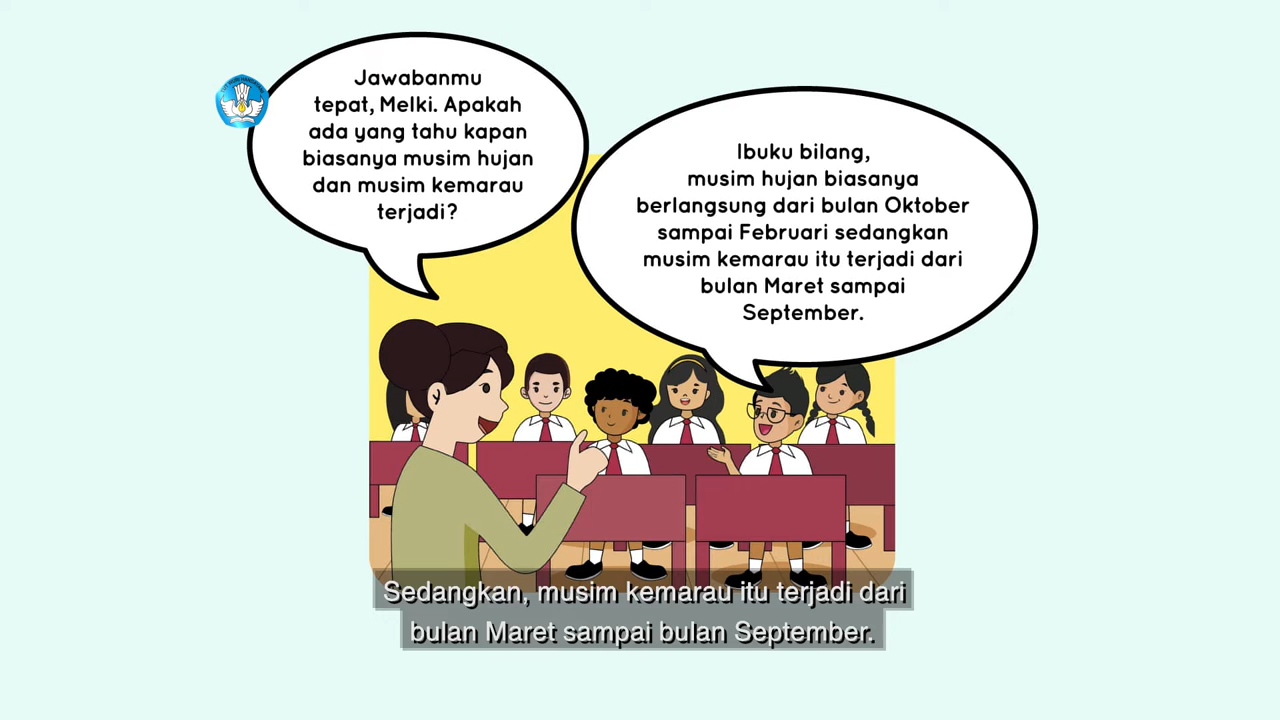 Jawabanmu
tepat, Melki. Apakah
ada yang tahu kapan
biasanya musim hujan
dan musim kemarau
terjadi?
Ibuku bilang,
musim hujan biasanya
berlangsung dari bulan Oktober
sampai Februari sedangkan
musim kemarau itu terjadi dari
bulan Maret sampai
September.
Sedangkan, musim kemarau itu terjadi dari
bulan Maret sampai bulan September.